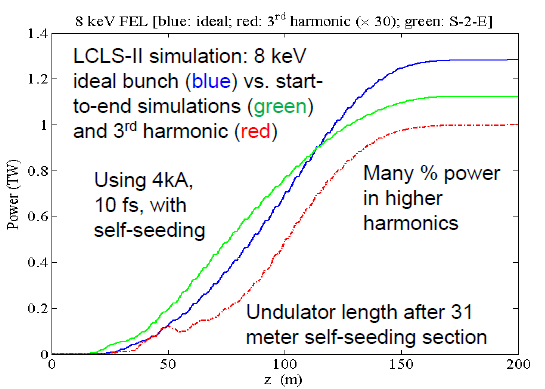 8 keV FEL [blue: ideal; red: 3rd harmonic (× 30); green: S-2-E]
LCLS-II simulation: 8 keV
ideal bunch (blue) vs. start-
to-end simulations (green)
and 3rd harmonic (red)
Using 4kA,
10 fs, with
self-seeding
Many % power
in higher
harmonics
Undulator length after 31
meter self-seeding section
Power (TW)
1.4
1.2
1
0.8
0.6
0.4
0.2
0
0 50 100 150 200
z (m)